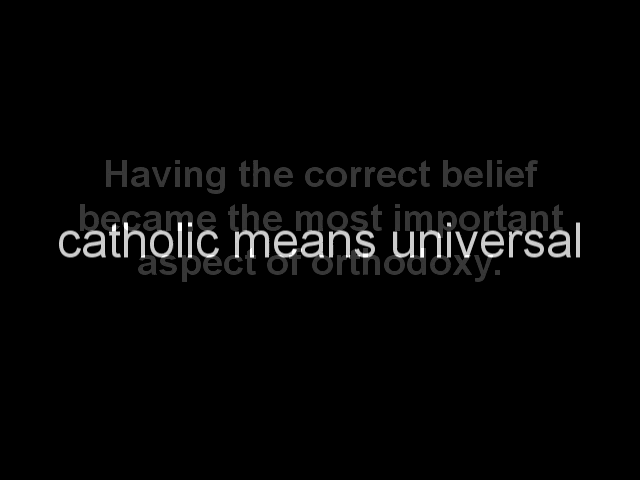 Having the correct belief
became the most important
catholic means universal
aspect of orthodoxy.